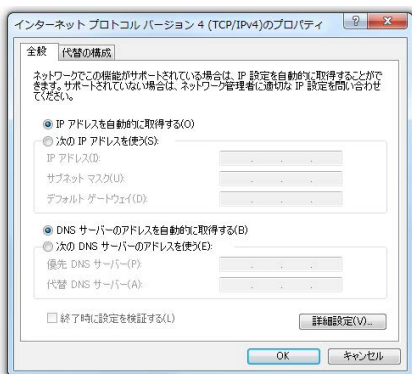 インターネット プロトコル バージョン 4 (TCP/IPv4)のプロパティ
全般 代替の構成
ネットワークでこの機能がサポートされている場合は、IP 設定を自動的に取得することがで
きます。サポートされていない場合は、ネットワーク管理者に適切な IP 設定を問い合わせ
てください。
IP アドレスを自動的に取得する(O)
次の IP アドレスを使う(S):
IP アドレス(I):
サブネット マスク(U):
デフォルト ゲートウェイ(D):
DNS サーバーのアドレスを自動的に取得する(B)
次の DNS サーバーのアドレスを使う(E):
優先 DNS サーバー(P):
代替 DNS サーバー(A):
終了時に設定を検証する(L)
詳細設定(V)...
OK キャンセル